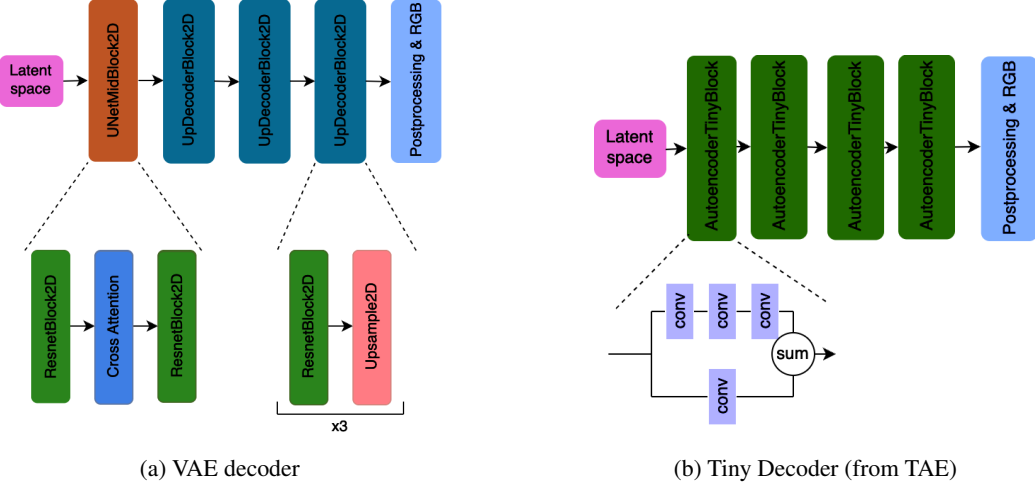 Latent
space
UNetMidBlock2D
UpDecoderBlock2D
UpDecoderBlock2D
UpDecoderBlock2D
Postprocessing & RGB
ResnetBlock2D
Cross Attention
ResnetBlock2D
ResnetBlock2D
Upsample2D
x3
(a) VAE decoder
Latent
space
AutoencoderTinyBlock
AutoencoderTinyBlock
AutoencoderTinyBlock
AutoencoderTinyBlock
Postprocessing & RGB
conv
conv
conv
sum
conv
(b) Tiny Decoder (from TAE)